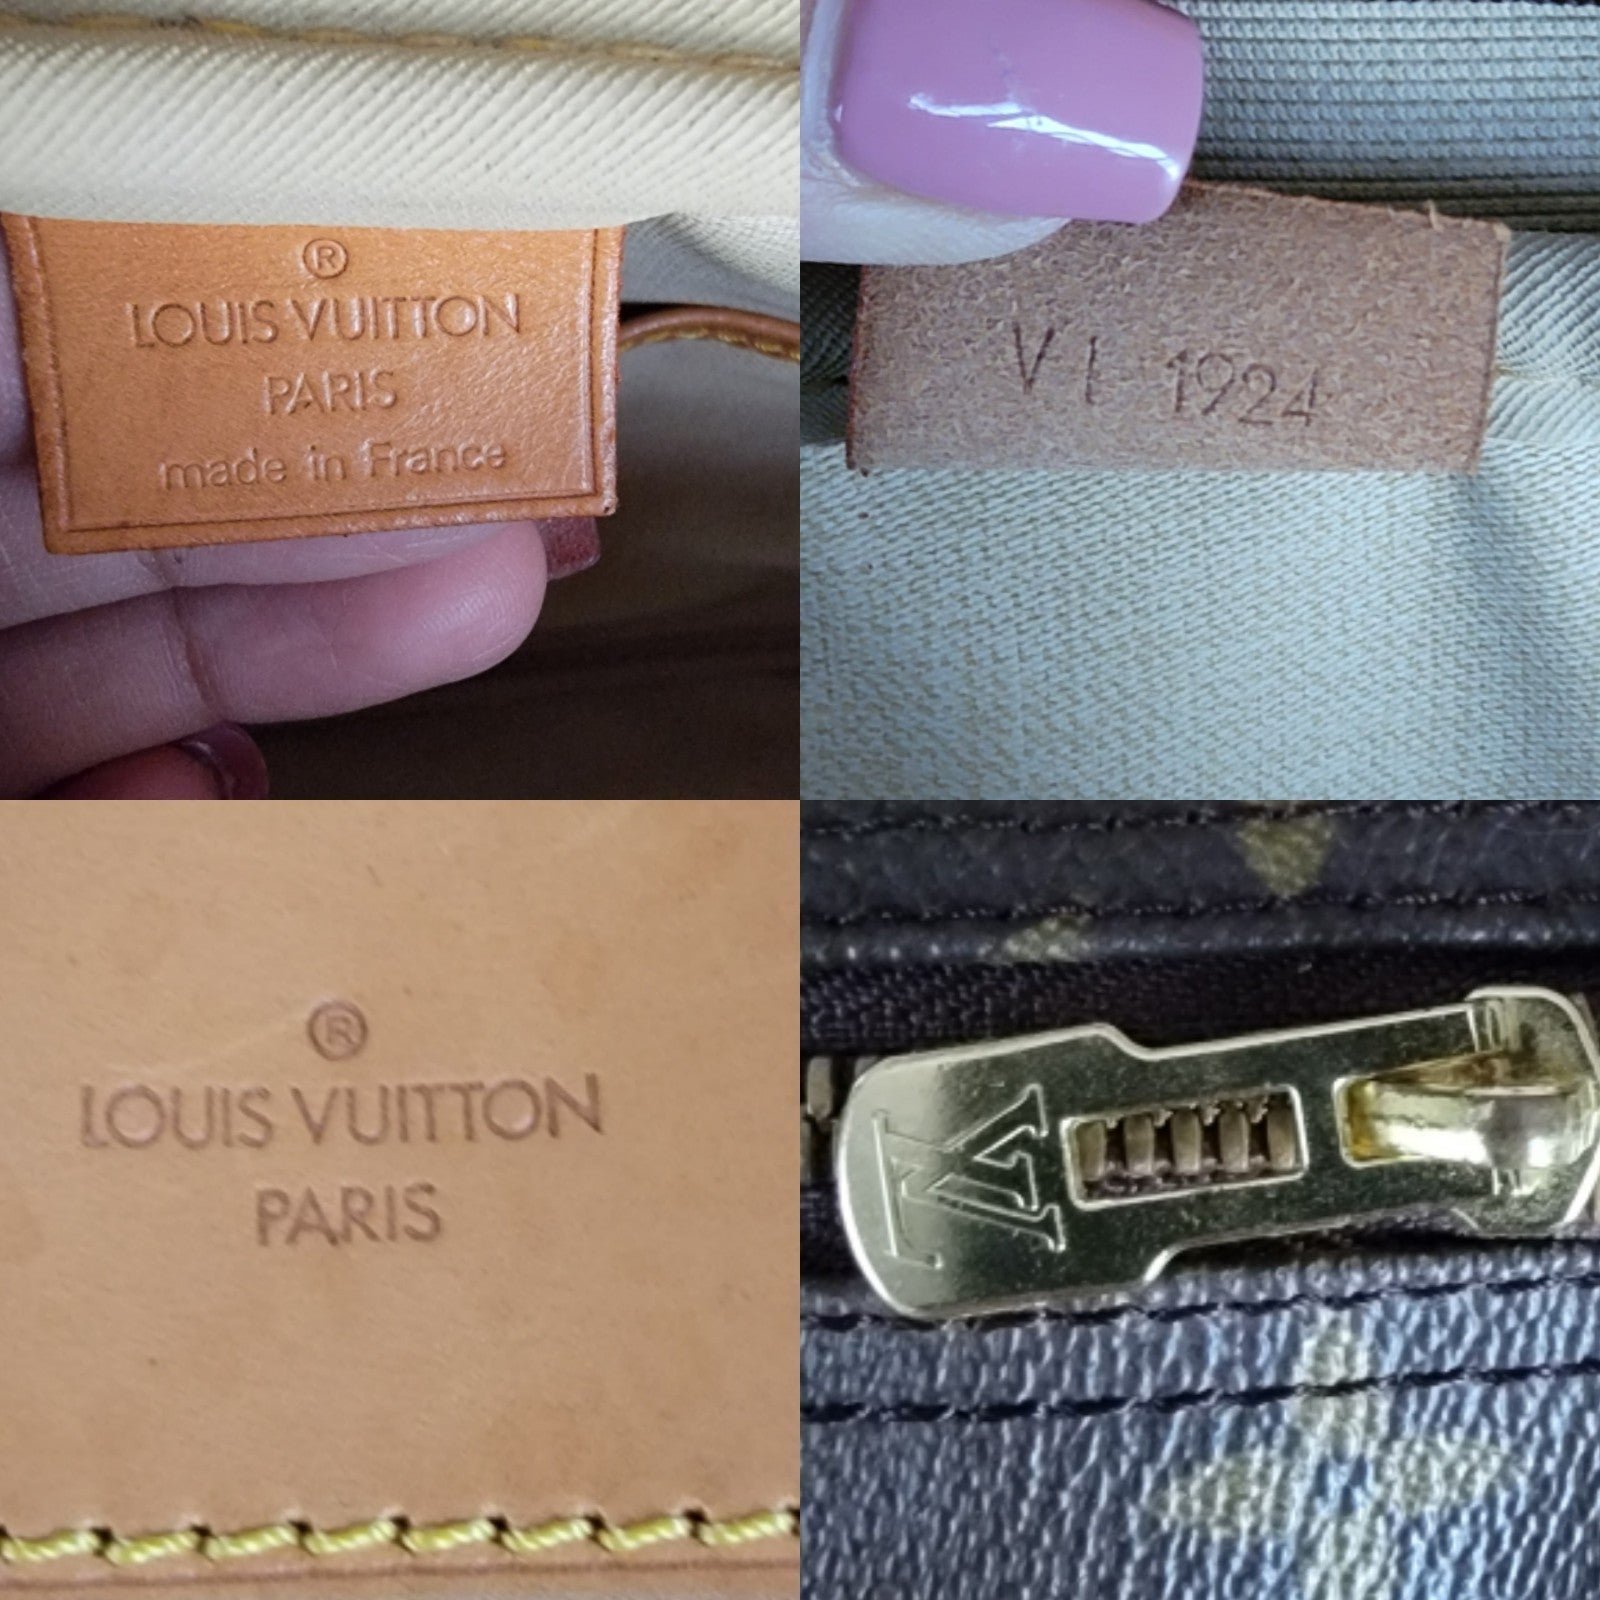 ®
LOUIS VUITTON
PARIS
made in France
VI 1924
®
LOUIS VUITTON
PARIS
LV